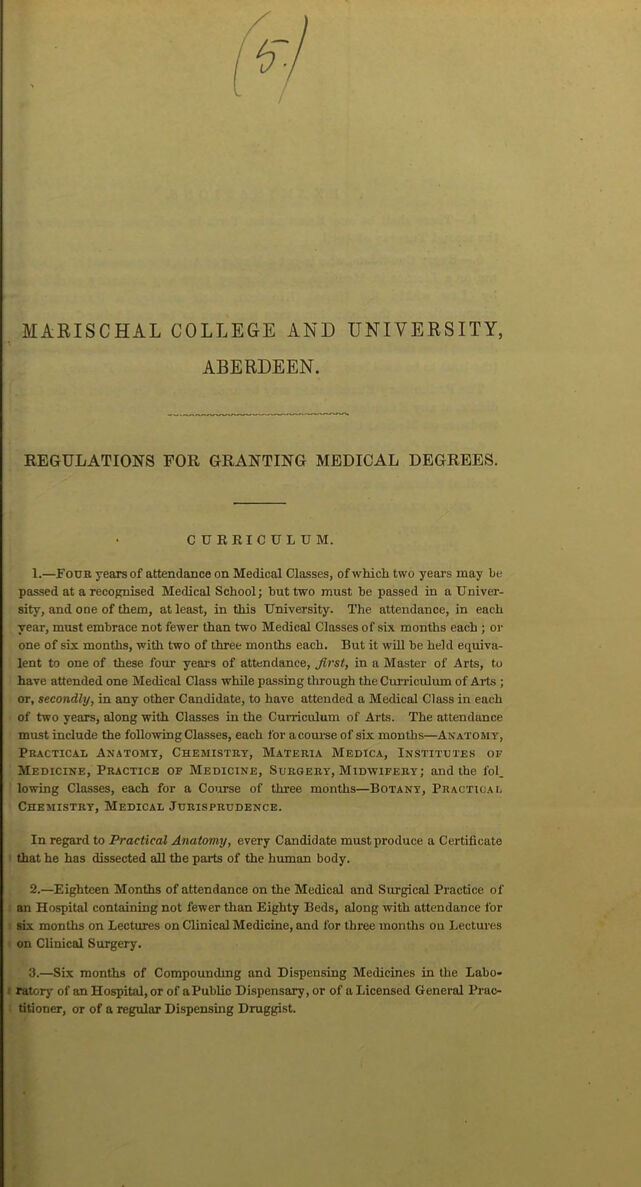 (5.)
MARISCHAL COLLEGE AND UNIVERSITY,
ABERDEEN.
REGULATIONS FOR GRANTING MEDICAL DEGREES.
CURRICULUM.
1.—FOUR years of attendance on Medical Classes, of which two years may be
passed at a recognised Medical School; but two must be passed in a Univer-
sity, and one of them, at least, in this University. The attendance, in each
year, must embrace not fewer than two Medical Classes of six months each; or
one of six months, with two of three months each. But it will be held equiva-
lent to one of these four years of attendance, first, in a Master of Arts, to
have attended one Medical Class while passing through the Curriculum of Arts;
or, secondly, in any other Candidate, to have attended a Medical Class in each
of two years, along with Classes in the Curriculum of Arts. The attendance
must include the following Classes, each for a course of six months—ANATOMY,
PRACTICAL ANATOMY, CHEMISTRY, MATERIA MEDICA, INSTITUTES OF
MEDICINE, PRACTICE OF MEDICINE, SURGERY, MIDWIFERY; and the fol_
lowing Classes, each for a Course of three months—BOTANY, PRACTICAL
CHEMISTRY, MEDICAL JURISPRUDENCE.
In regard to Practical Anatomy, every Candidate must produce a Certificate
that he has dissected all the parts of the human body.
2.—Eighteen Months of attendance on the Medical and Surgical Practice of
an Hospital containing not fewer than Eighty Beds, along with attendance for
six months on Lectures on Clinical Medicine, and for three months on Lectures
on Clinical Surgery.
3.—Six months of Compounding and Dispensing Medicines in the Labo-
ratory of an Hospital, or of a Public Dispensary, or of a Licensed General Prac-
titioner, or of a regular Dispensing Druggist.